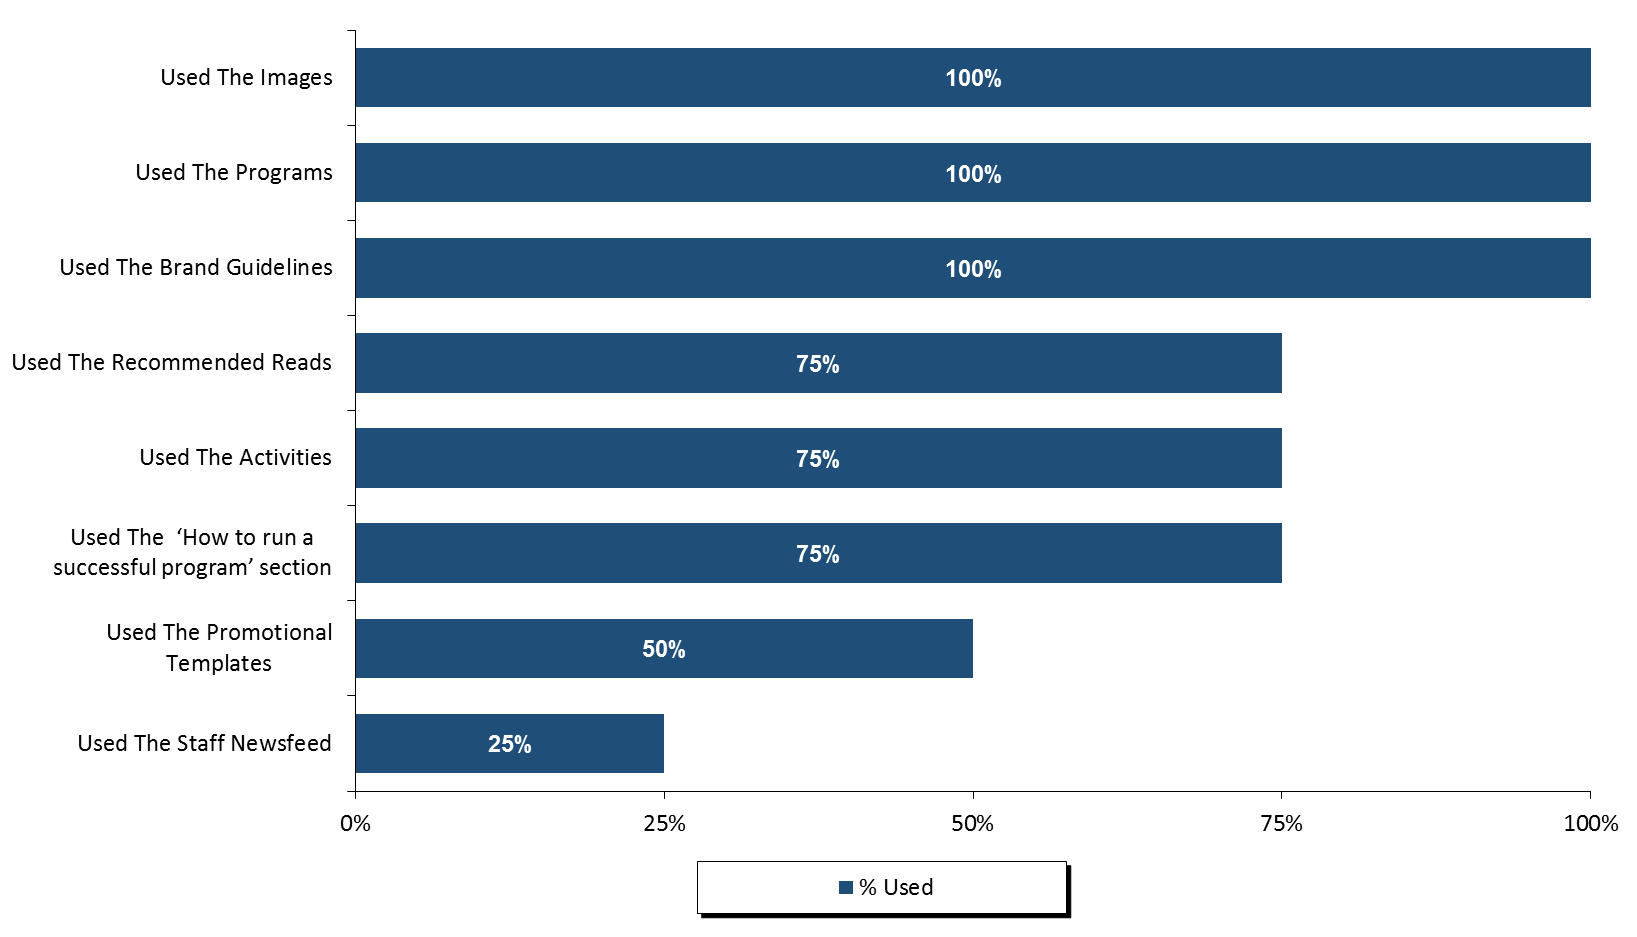 Used The Images
100%
Used The Programs
100%
Used The Brand Guidelines
100%
Used The Recommended Reads
75%
Used The Activities
75%
Used The  ‘How to run a
successful program’ section
75%
Used The Promotional
Templates
50%
Used The Staff Newsfeed
25%
0%
25%
50%
75%
100%
% Used